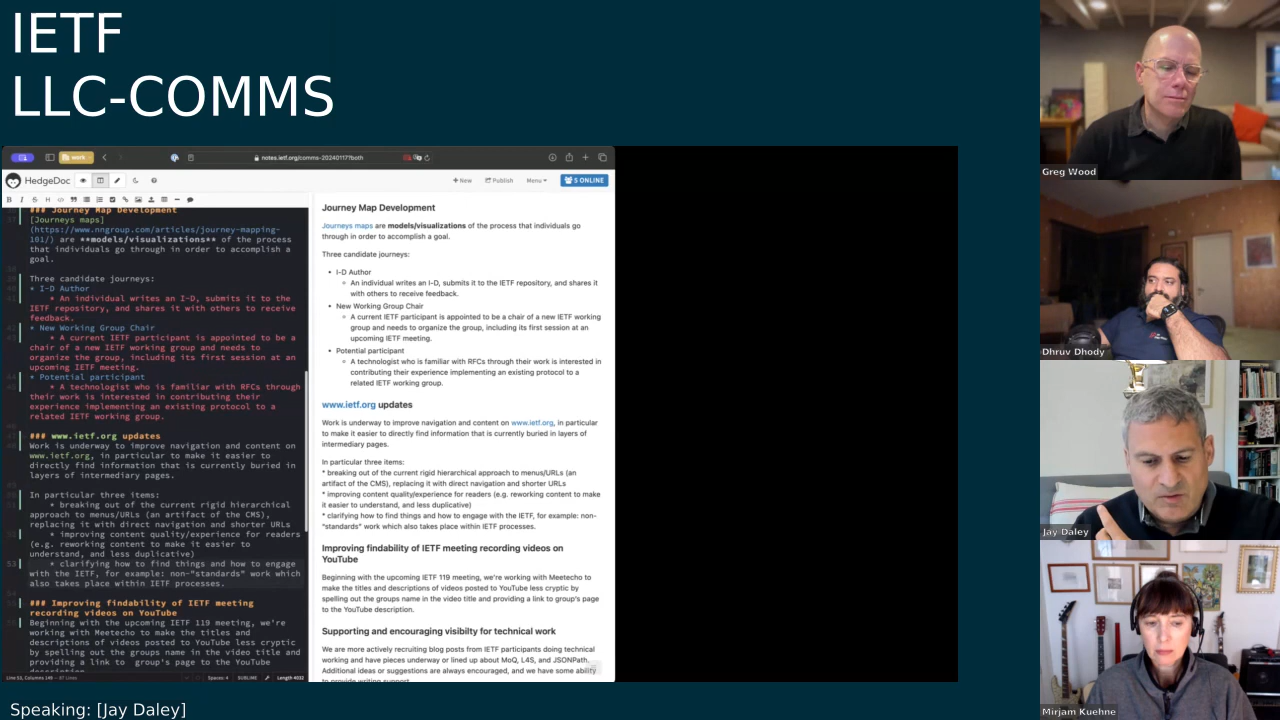 IETF
LLC-COMMS
work
notes.ietf.org/comms-20240117?both
HedgeDoc
+ New
Publish
Menu
5 ONLINE
### Journey Map Development
[Journeys maps]
(https://www.nngroup.com/articles/journey-mapping-
101/) are **models/visualizations** of the process
that individuals go through in order to accomplish a
goal.
Three candidate journeys:
* I-D Author
* An individual writes an I-D, submits it to the
IETF repository, and shares it with others to receive
feedback.
* New Working Group Chair
* A current IETF participant is appointed to be a
chair of a new IETF working group and needs to
organize the group, including its first session at an
upcoming IETF meeting.
* Potential participant
* A technologist who is familiar with RFCs through
their work is interested in contributing their
experience implementing an existing protocol to a
related IETF working group.
### www.ietf.org updates
Work is underway to improve navigation and content on
www.ietf.org, in particular to make it easier to
directly find information that is currently buried in
layers of intermediary pages.
In particular three items:
* breaking out of the current rigid hierarchical
approach to menus/URLs (an artifact of the CMS),
replacing it with direct navigation and shorter URLs
* improving content quality/experience for readers
(e.g. reworking content to make it easier to
understand, and less duplicative)
53
* clarifying how to find things and how to engage
with the IETF, for example: non-"standards" work which
also takes place within IETF processes.
### Improving findability of IETF meeting
recording videos on YouTube
Beginning with the upcoming IETF 119 meeting, we're
working with Meetecho to make the titles and
descriptions of videos posted to YouTube less cryptic
by spelling out the groups name in the video title and
providing a link to group's page to the YouTube
description.
Line 53, Columns 146 — 87 Lines
Spaces: 4
SUBLIME
Length 4032
Journey Map Development
Journeys maps are models/visualizations of the process that individuals go
through in order to accomplish a goal.
Three candidate journeys:
• I-D Author
An individual writes an I-D, submits it to the IETF repository, and shares it
with others to receive feedback.
• New Working Group Chair
A current IETF participant is appointed to be a chair of a new IETF working
group and needs to organize the group, including its first session at an
upcoming IETF meeting.
• Potential participant
A technologist who is familiar with RFCs through their work is interested in
contributing their experience implementing an existing protocol to a
related IETF working group.
www.ietf.org updates
Work is underway to improve navigation and content on www.ietf.org, in particular
to make it easier to directly find information that is currently buried in layers of
intermediary pages.
In particular three items:
* breaking out of the current rigid hierarchical approach to menus/URLs (an
artifact of the CMS), replacing it with direct navigation and shorter URLs
* improving content quality/experience for readers (e.g. reworking content to make
it easier to understand, and less duplicative)
* clarifying how to find things and how to engage with the IETF, for example: non-
"standards" work which also takes place within IETF processes.
Improving findability of IETF meeting recording videos on
YouTube
Beginning with the upcoming IETF 119 meeting, we're working with Meetecho to
make the titles and descriptions of videos posted to YouTube less cryptic by
spelling out the groups name in the video title and providing a link to group's page
to the YouTube description.
Supporting and encouraging visibilty for technical work
We are more actively recruiting blog posts from IETF participants doing technical
working and have pieces underway or lined up about MoQ, L4S, and JSONPath.
Additional ideas or suggestions are always encouraged, and we have some ability
to provide writing support.
Greg Wood
Dhruv Dhody
Jay Daley
Mirjam Kuehne
Speaking: [Jay Daley]